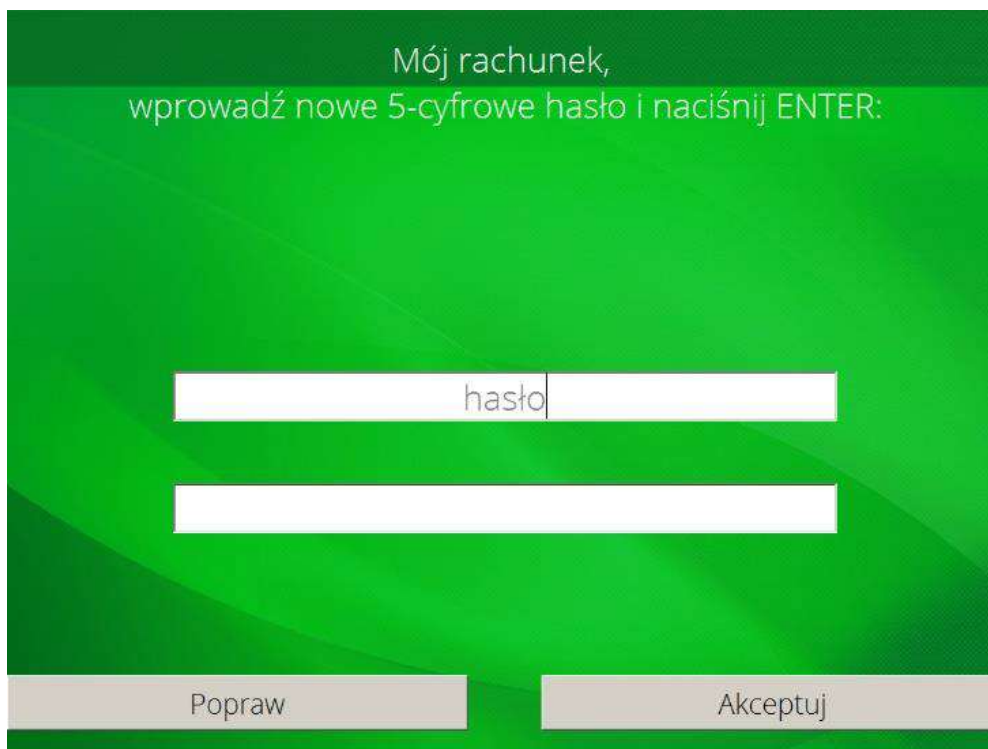 Mój rachunek,
wprowadź nowe 5-cyfrowe hasło i naciśnij ENTER:
hasło
Popraw
Akceptuj